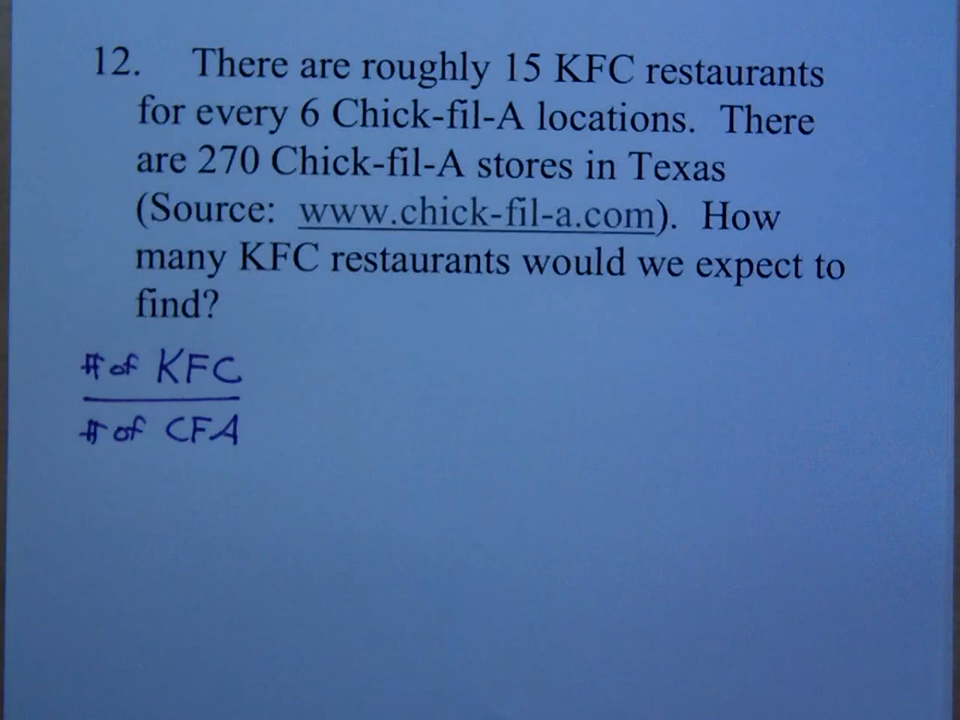 12. There are roughly 15 KFC restaurants
for every 6 Chick-fil-A locations. There
are 270 Chick-fil-A stores in Texas
(Source: www.chick-fil-a.com). How
many KFC restaurants would we expect to
find?
# of KFC
# of CFA